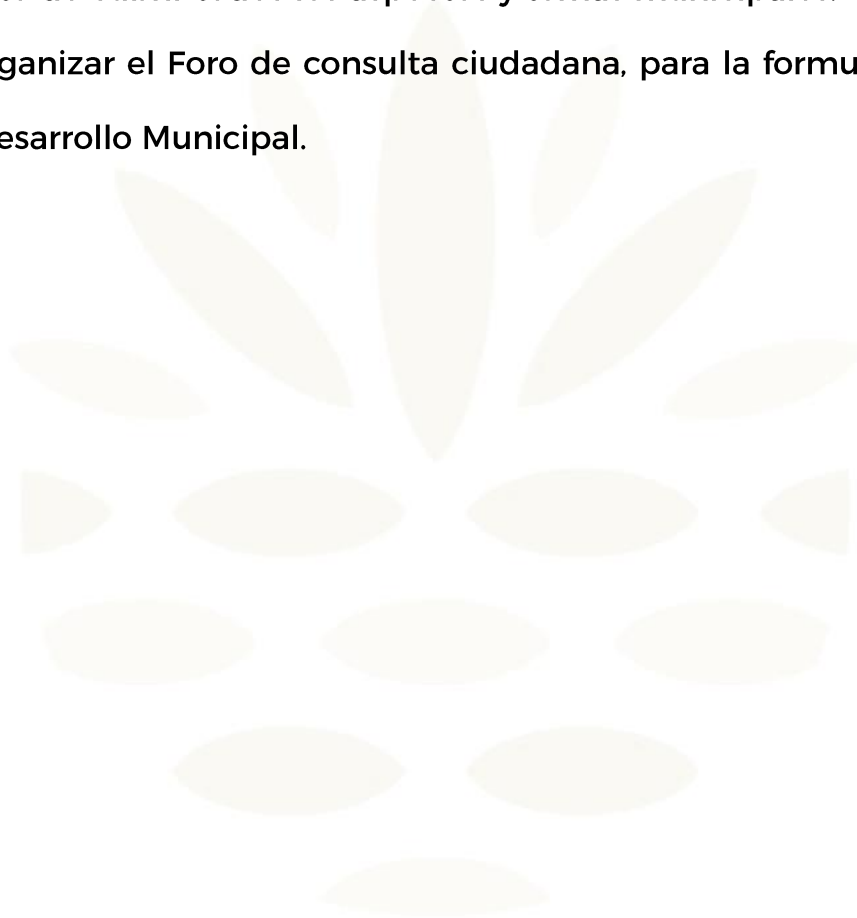 ganizar el Foro de consulta ciudadana, para la formu
esarrollo Municipal.